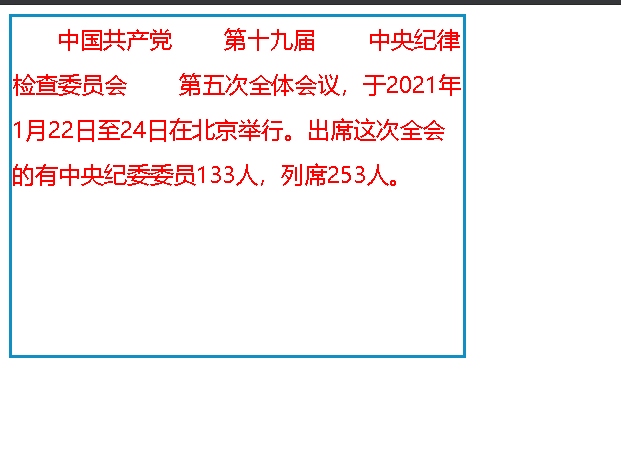 中国共产党 第十九届 中央纪律
检查委员会 第五次全体会议，于2021年
1月22日至24日在北京举行。出席这次全会
的有中央纪委委员133人，列席253人。